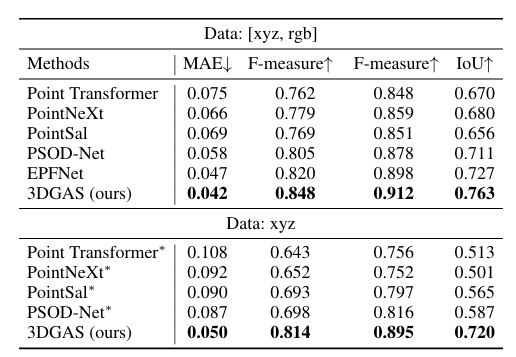 Data: [xyz, rgb]
Methods MAE↓ F-measure↑ F-measure↑ IoU↑
Point Transformer 0.075 0.762 0.848 0.670
PointNeXt 0.066 0.779 0.859 0.680
PointSal 0.069 0.769 0.851 0.656
PSOD-Net 0.058 0.805 0.878 0.711
EPFNet 0.047 0.820 0.898 0.727
3DGAS (ours) 0.042 0.848 0.912 0.763
Data: xyz
Point Transformer* 0.108 0.643 0.756 0.513
PointNeXt* 0.092 0.652 0.752 0.501
PointSal* 0.090 0.693 0.797 0.565
PSOD-Net* 0.087 0.698 0.816 0.587
3DGAS (ours) 0.050 0.814 0.895 0.720